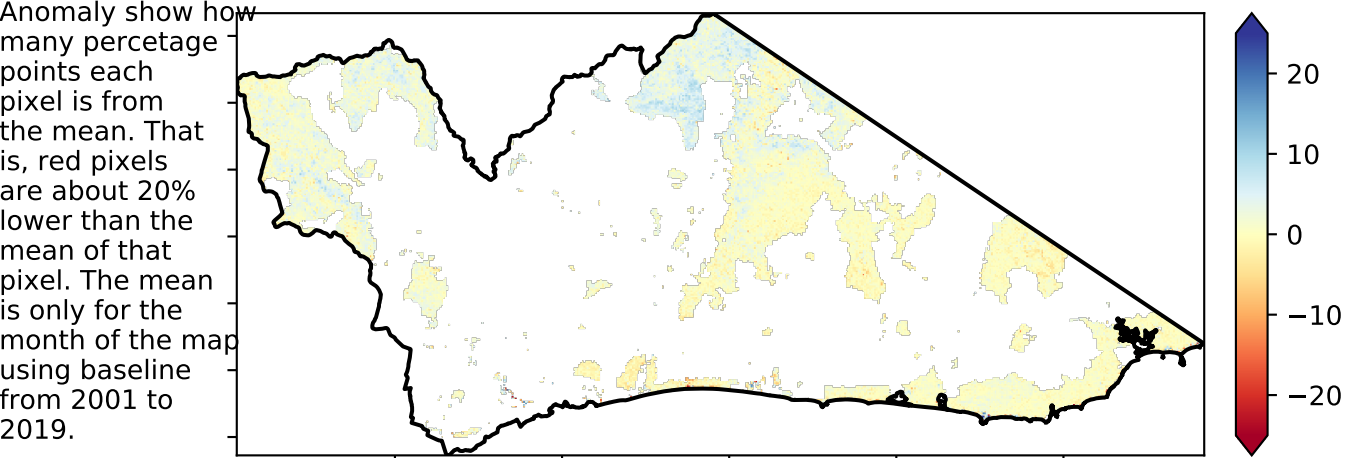 Anomaly show how
many percetage
points each
pixel is from
the mean. That
is, red pixels
are about 20%
lower than the
mean of that
pixel. The mean
is only for the
month of the map
using baseline
from 2001 to
2019.
20
10
0
−10
−20